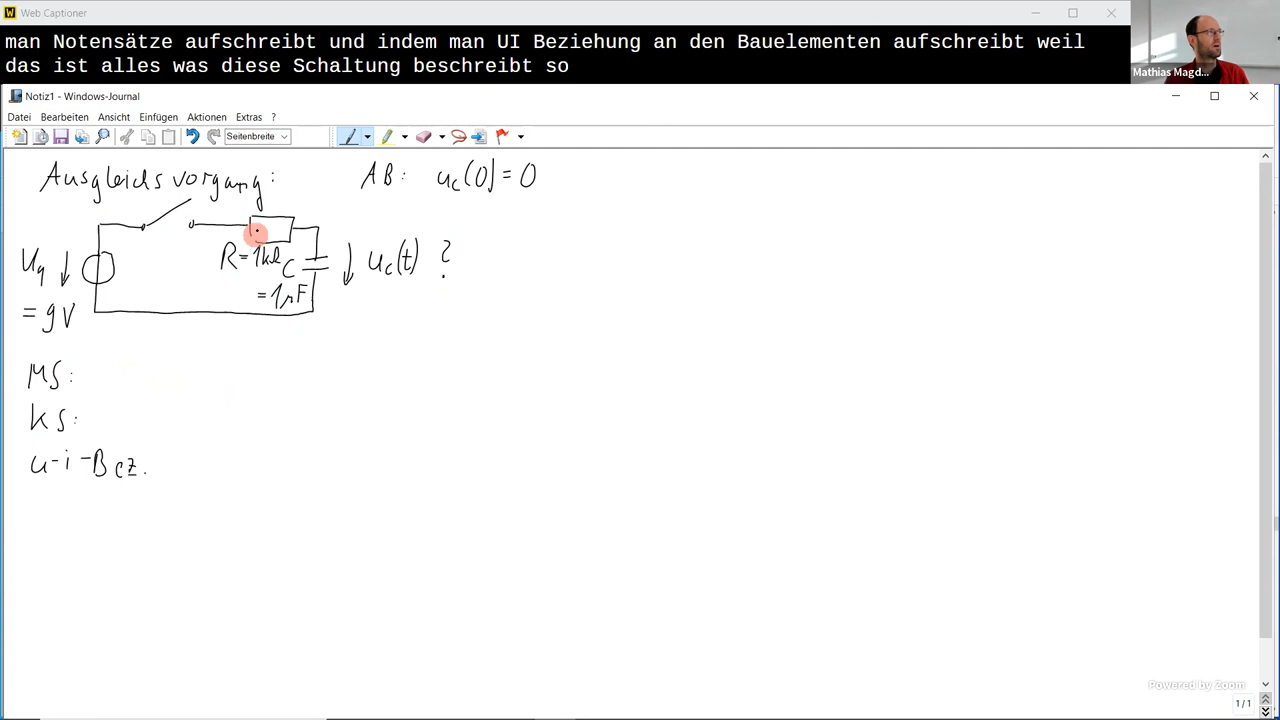 Web Captioner
man Notensätze aufschreibt und indem man UI Beziehung an den Bauelementen aufschreibt weil
das ist alles was diese Schaltung beschreibt so
Mathias Magd...
Notiz1 - Windows-Journal
Datei Bearbeiten Ansicht Einfügen Aktionen Extras ?
Seitenbreite
Ausgleichsvorgang: AB: uc(0) = 0
Uq = 9V
R = 1kΩ
C = 1µF
uc(t) ?
MS:
KS:
u-i-Bez.
Powered by Zoom
1/1